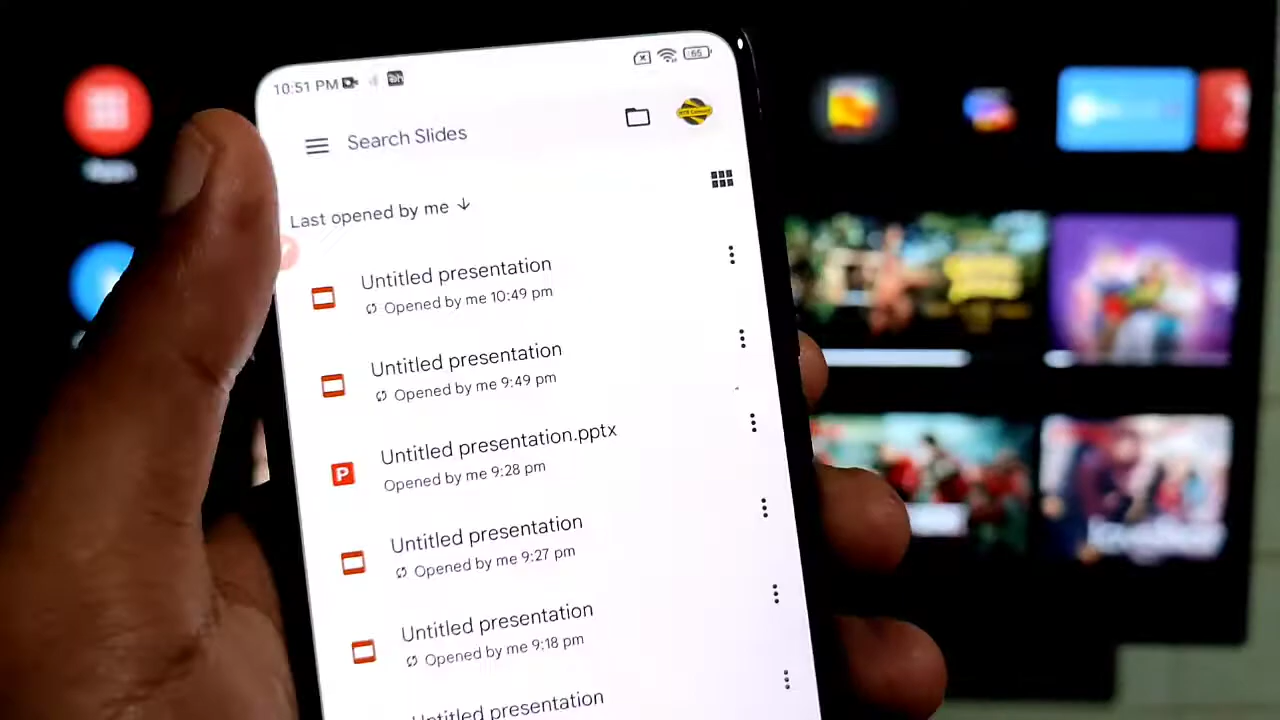 10:51 PM
65
Search Slides
Last opened by me
Untitled presentation
Opened by me 10:49 pm
Untitled presentation
Opened by me 9:49 pm
P
Untitled presentation.pptx
Opened by me 9:28 pm
Untitled presentation
Opened by me 9:27 pm
Untitled presentation
Opened by me 9:18 pm
Untitled presentation